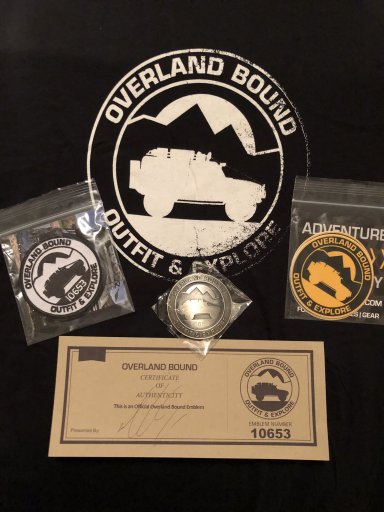 OVERLAND BOUND
OUTFIT & EXPLORE
OVERLAND BOUND
10653
OUTFIT & EXPLORE
ADVENTURE
OVERLAND BOUND
OUTFIT & EXPLORE
GEAR
OVERLAND BOUND
CERTIFICATE
OF
AUTHENTICITY
This is an Official Overland Bound Emblem
Presented By:
OVERLAND BOUND
OUTFIT & EXPLORE
EMBLEM NUMBER
10653